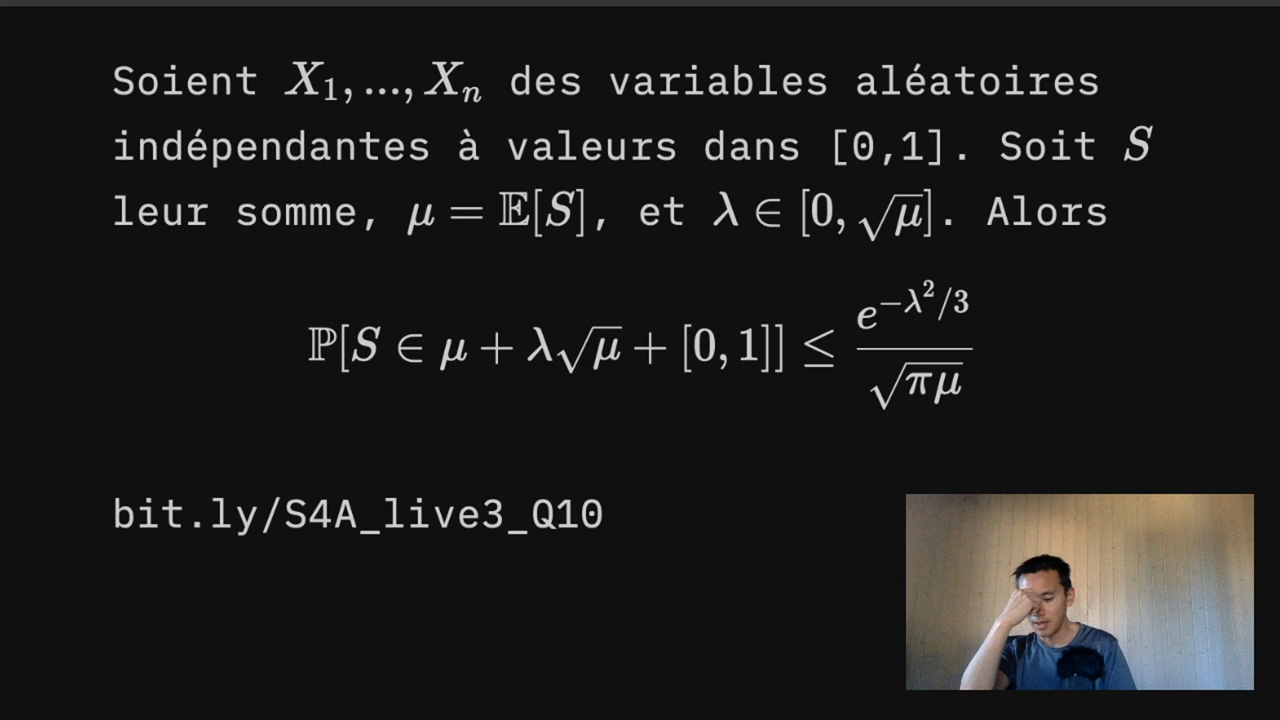 Soient X₁,...,Xₙ des variables aléatoires
indépendantes à valeurs dans [0,1]. Soit S
leur somme, μ = 𝔼[S], et λ ∈ [0, √μ]. Alors
ℙ[S ∈ μ + λ√μ + [0, 1]] ≤ e^{-λ²/3} / √(πμ)
bit.ly/S4A_live3_Q10